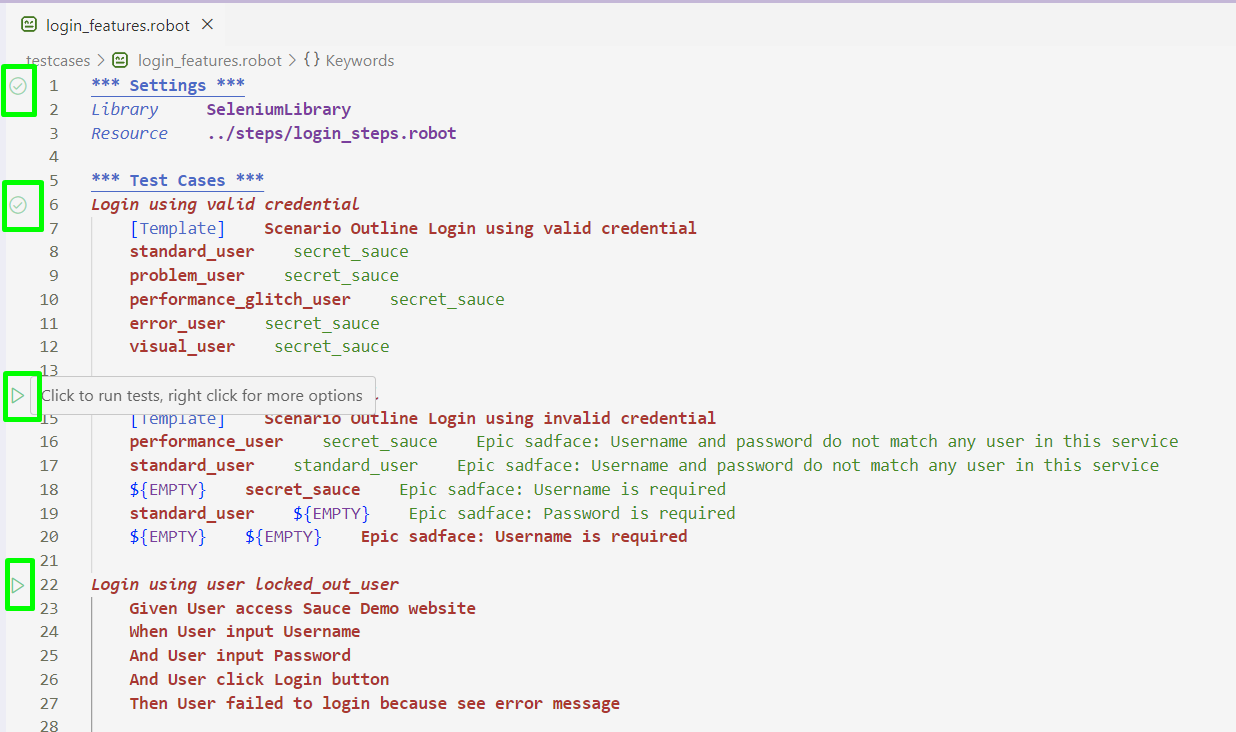 login_features.robot
testcases > login_features.robot > {} Keywords
1 *** Settings ***
2 Library SeleniumLibrary
3 Resource ../steps/login_steps.robot
4
5 *** Test Cases ***
6 Login using valid credential
7 [Template] Scenario Outline Login using valid credential
8 standard_user secret_sauce
9 problem_user secret_sauce
10 performance_glitch_user secret_sauce
11 error_user secret_sauce
12 visual_user secret_sauce
13
Click to run tests, right click for more options
15 [Template] Scenario Outline Login using invalid credential
16 performance_user secret_sauce Epic sadface: Username and password do not match any user in this service
17 standard_user standard_user Epic sadface: Username and password do not match any user in this service
18 ${EMPTY} secret_sauce Epic sadface: Username is required
19 standard_user ${EMPTY} Epic sadface: Password is required
20 ${EMPTY} ${EMPTY} Epic sadface: Username is required
21
22 Login using user locked_out_user
23 Given User access Sauce Demo website
24 When User input Username
25 And User input Password
26 And User click Login button
27 Then User failed to login because see error message
28